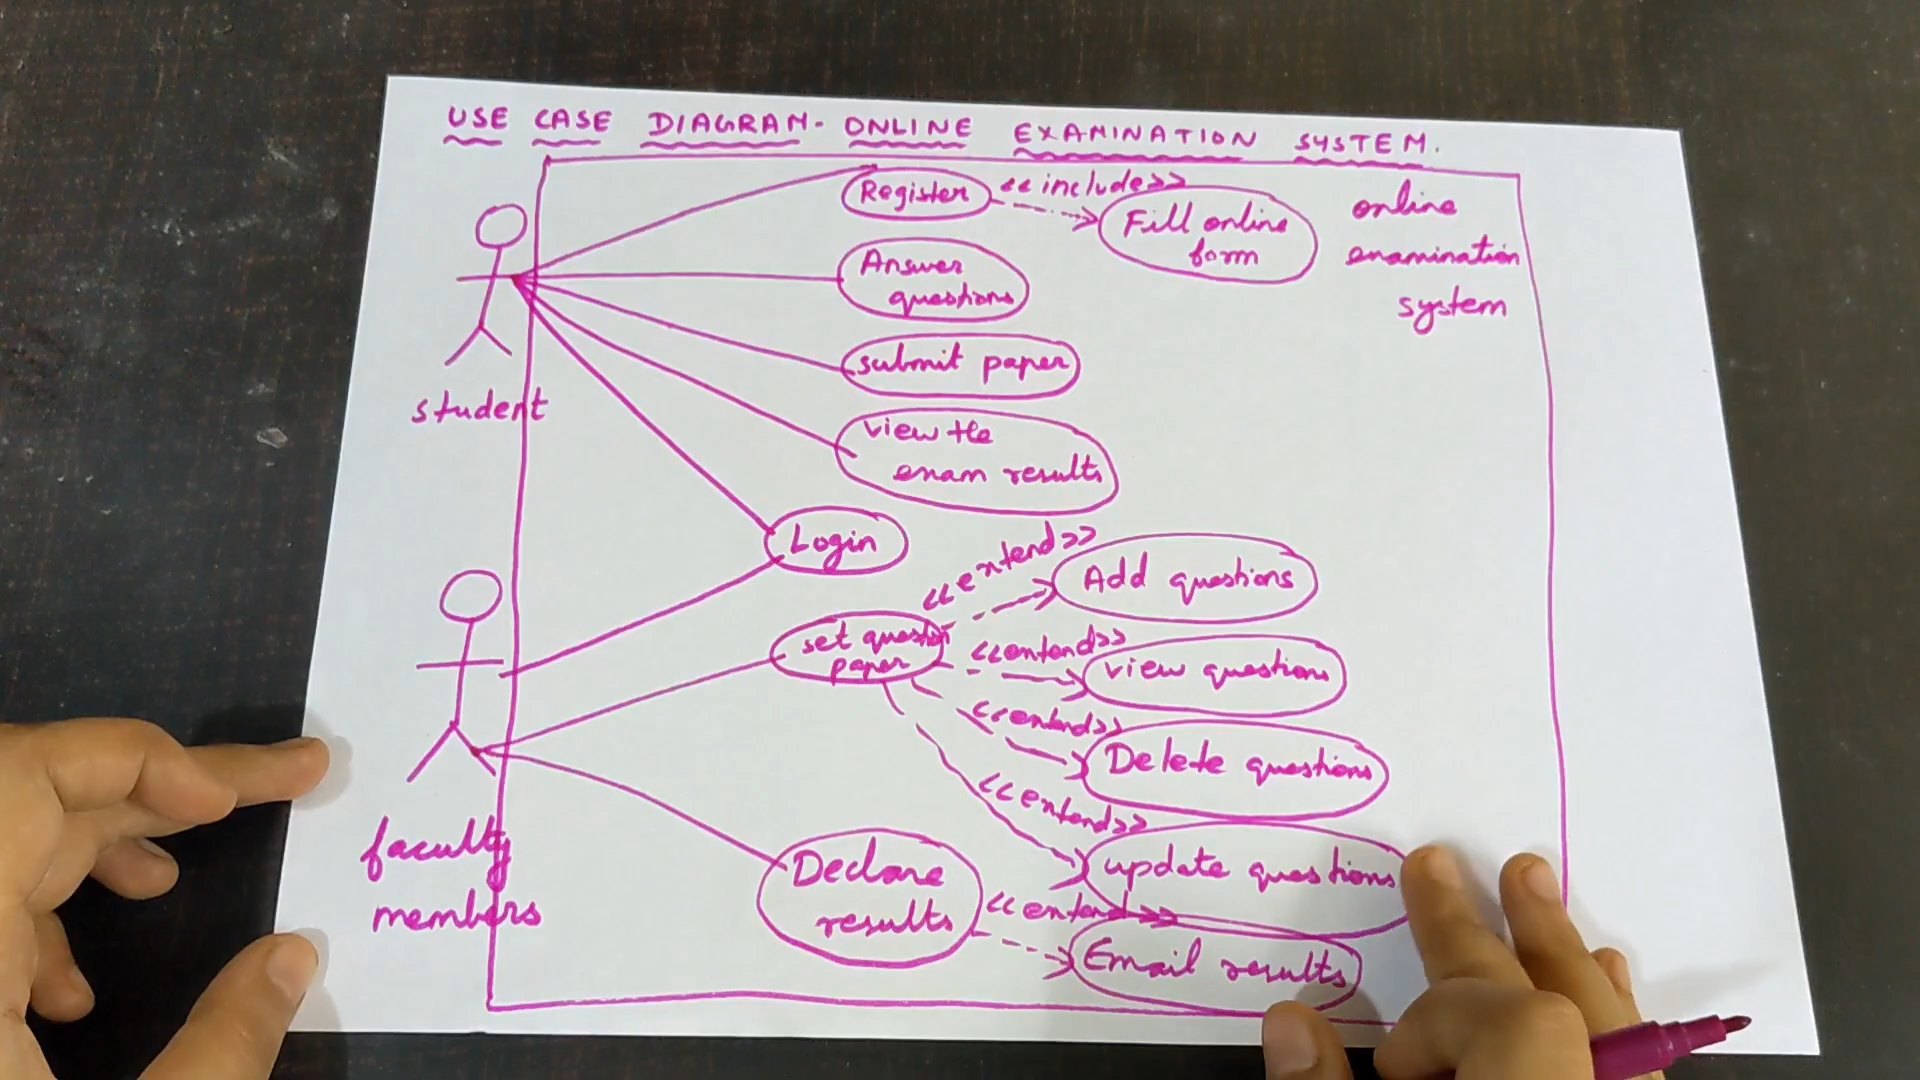 USE CASE DIAGRAM- ONLINE EXAMINATION SYSTEM.
Register
<<include>>
Fill online
form
online
examination
system
Answer
questions
submit paper
student
view the
exam results
Login
<<extend>>
Add questions
set question
paper
<<extend>>
view questions
<<extend>>
Delete questions
<<extend>>
update questions
faculty
members
Declare
results
<<extend>>
Email results